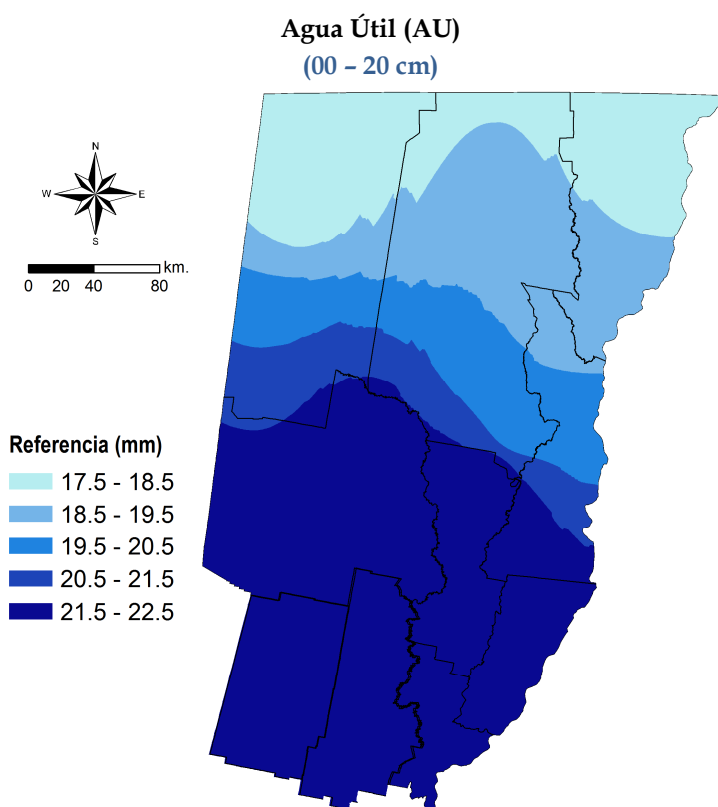 Agua Útil (AU)
(00 – 20 cm)
N
W E
S
km.
0 20 40 80
Referencia (mm)
17.5 - 18.5
18.5 - 19.5
19.5 - 20.5
20.5 - 21.5
21.5 - 22.5